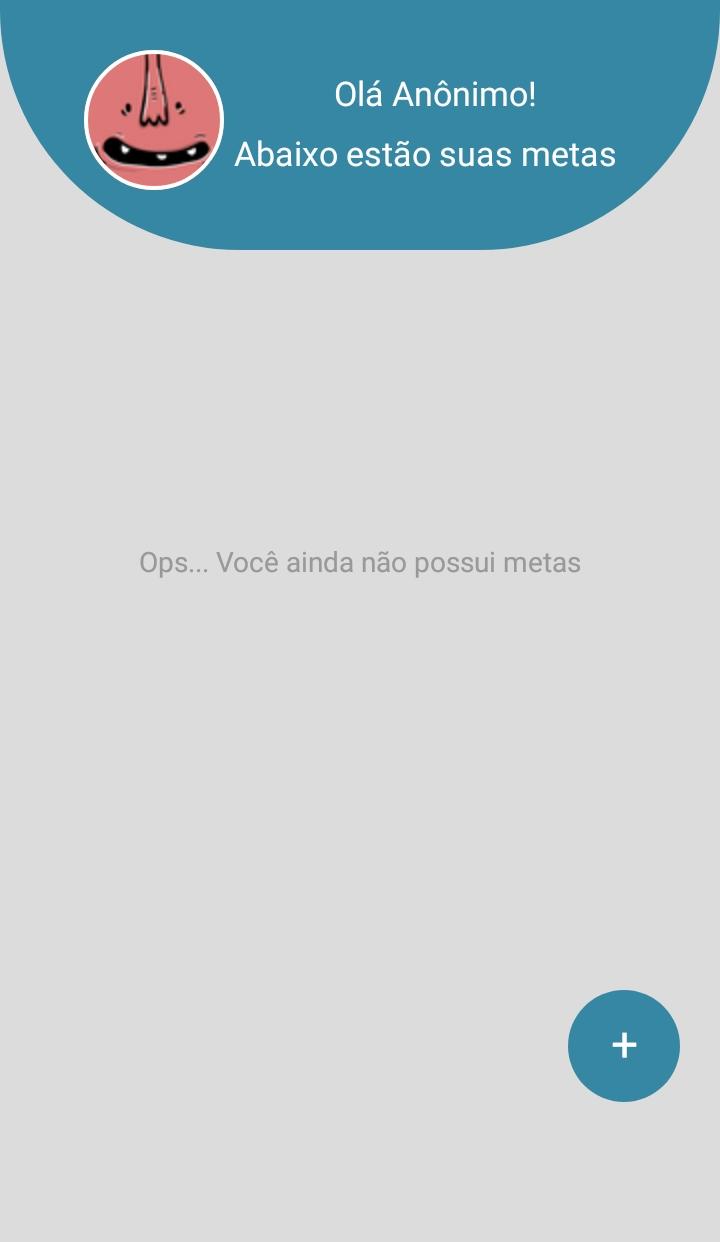 Olá Anônimo!
Abaixo estão suas metas
Ops... Você ainda não possui metas
+